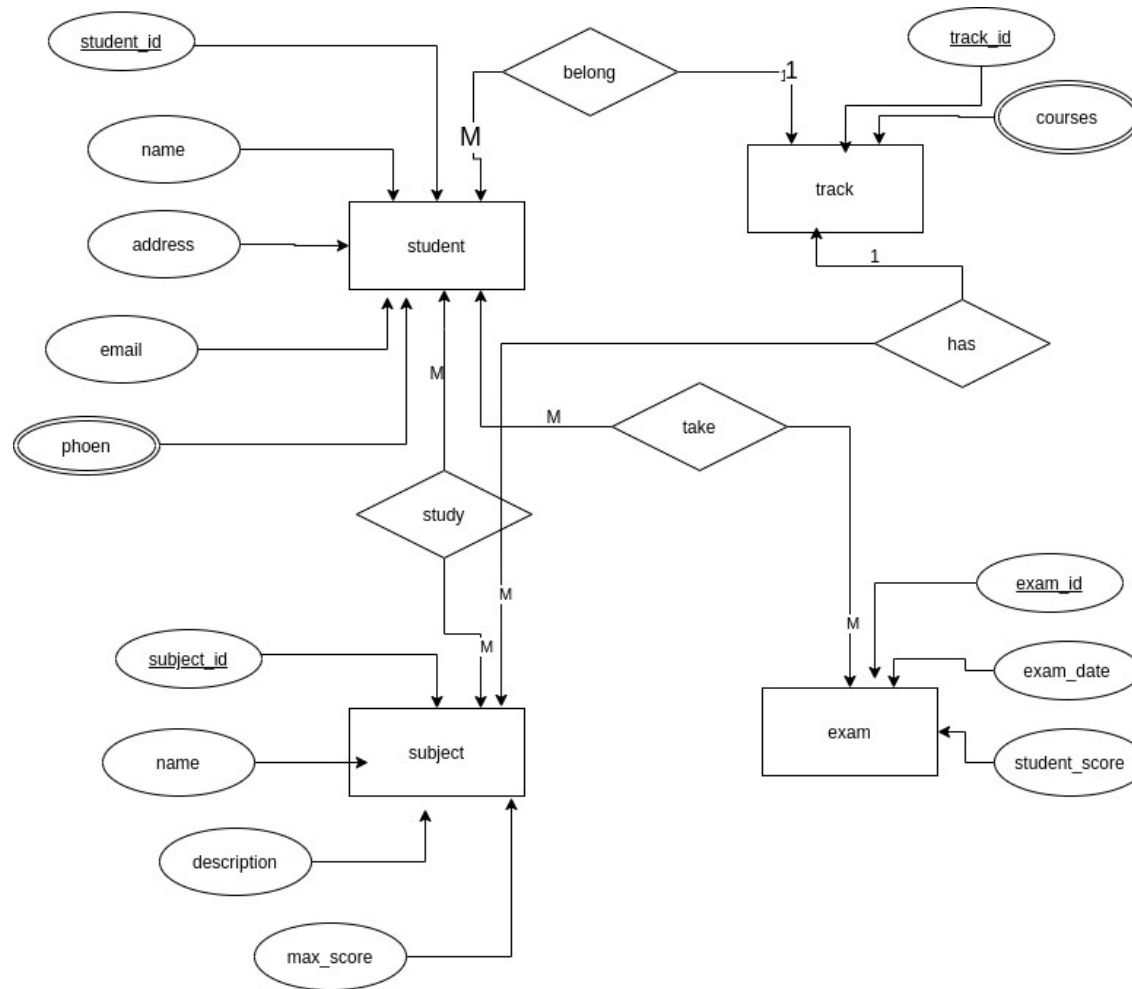 student_id
belong
track_id
1
1
courses
M
name
track
address
student
1
email
has
M
M
take
phoen
study
exam_id
M
M
M
subject_id
exam_date
exam
student_score
subject
name
description
max_score